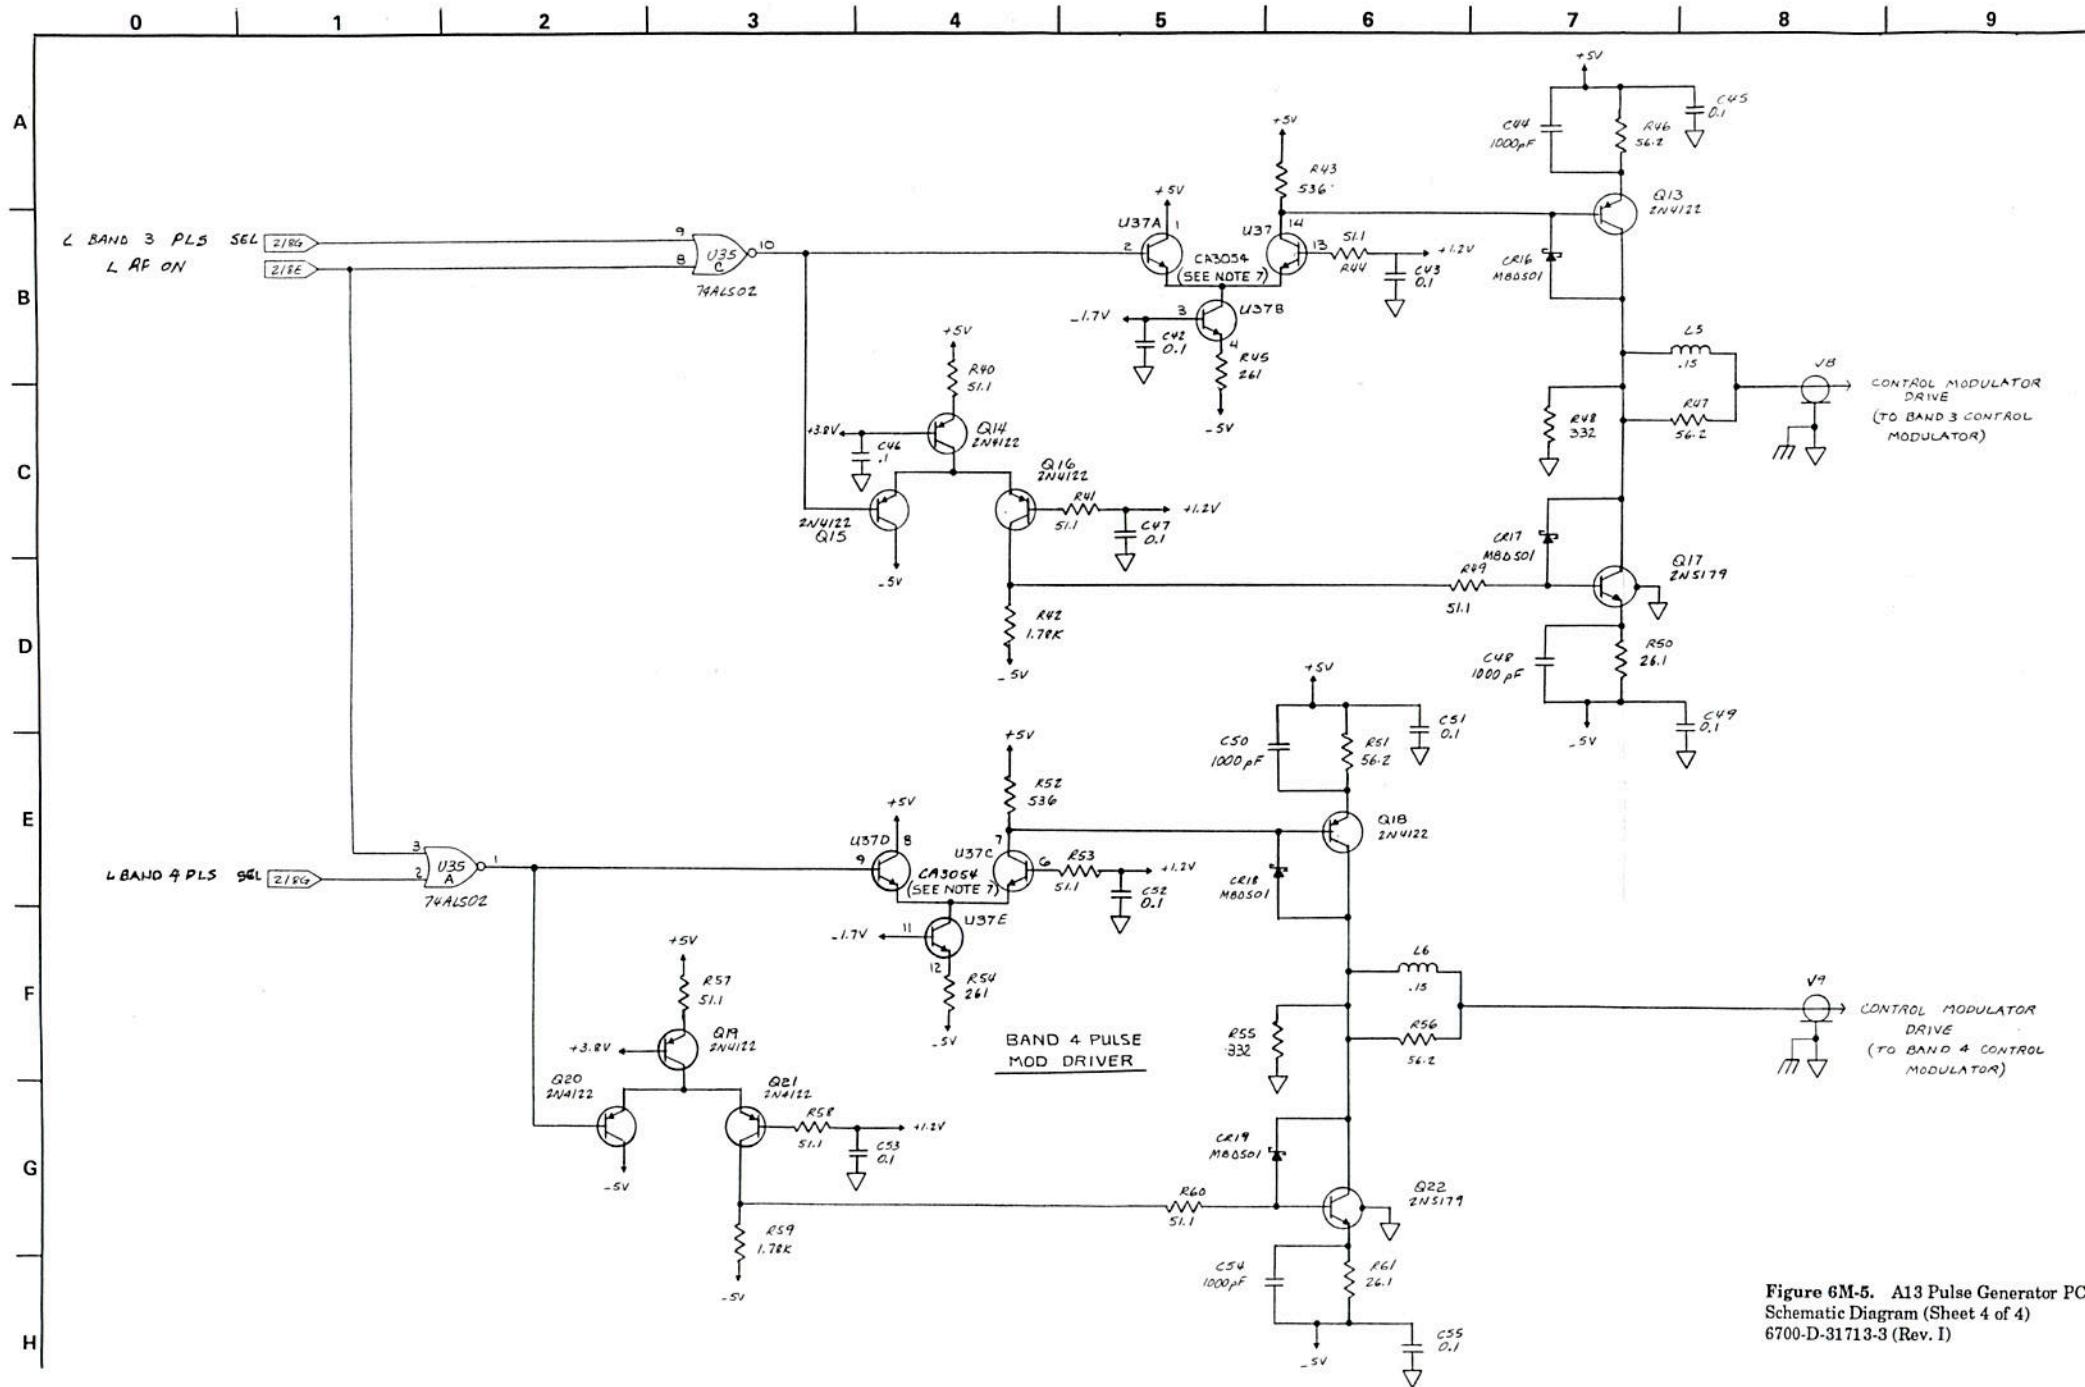 0 1 2 3 4 5 6 7 8 9
A
B
C
D
E
F
G
H
L BAND 3 PLS SEL 2/8G
L RF ON 2/8E
9
8
U35
C
10
74ALS02
+5V
U37A 1
2
CA3054
(SEE NOTE 7)
+5V
R43
536
14
U37
13
51.1
R44
+1.2V
C43
0.1
-1.7V
3
U37B
4
C42
0.1
R45
261
-5V
+5V
C44
1000pF
R46
56.2
C45
0.1
Q13
2N4122
CR16
MBD501
L5
.15
R47
56.2
R48
332
J8
CONTROL MODULATOR
DRIVE
(TO BAND 3 CONTROL
MODULATOR)
+5V
R40
51.1
+3.8V
C46
.1
Q14
2N4122
Q16
2N4122
R41
51.1
+1.2V
C47
0.1
2N4122
Q15
-5V
R42
1.78K
-5V
CR17
MBD501
R49
51.1
Q17
2N5179
C48
1000pF
R50
26.1
-5V
C49
0.1
+5V
C50
1000pF
R51
56.2
C51
0.1
Q18
2N4122
+5V
R52
536
+5V
U37D 8
9
7
U37C
6
CA3054
(SEE NOTE 7)
R53
51.1
+1.2V
C52
0.1
CR18
MBD501
L BAND 4 PLS SEL 2/8G
3
2
U35
A
1
74ALS02
-1.7V
11
U37E
12
R54
261
-5V
BAND 4 PULSE
MOD DRIVER
L6
.15
R55
332
R56
56.2
J9
CONTROL MODULATOR
DRIVE
(TO BAND 4 CONTROL
MODULATOR)
+5V
R57
51.1
Q19
2N4122
+3.8V
Q20
2N4122
Q21
2N4122
R58
51.1
+1.2V
C53
0.1
-5V
R59
1.78K
-5V
CR19
MBD501
R60
51.1
Q22
2N5179
C54
1000pF
R61
26.1
-5V
C55
0.1
Figure 6M-5. A13 Pulse Generator PC
Schematic Diagram (Sheet 4 of 4)
6700-D-31713-3 (Rev. I)